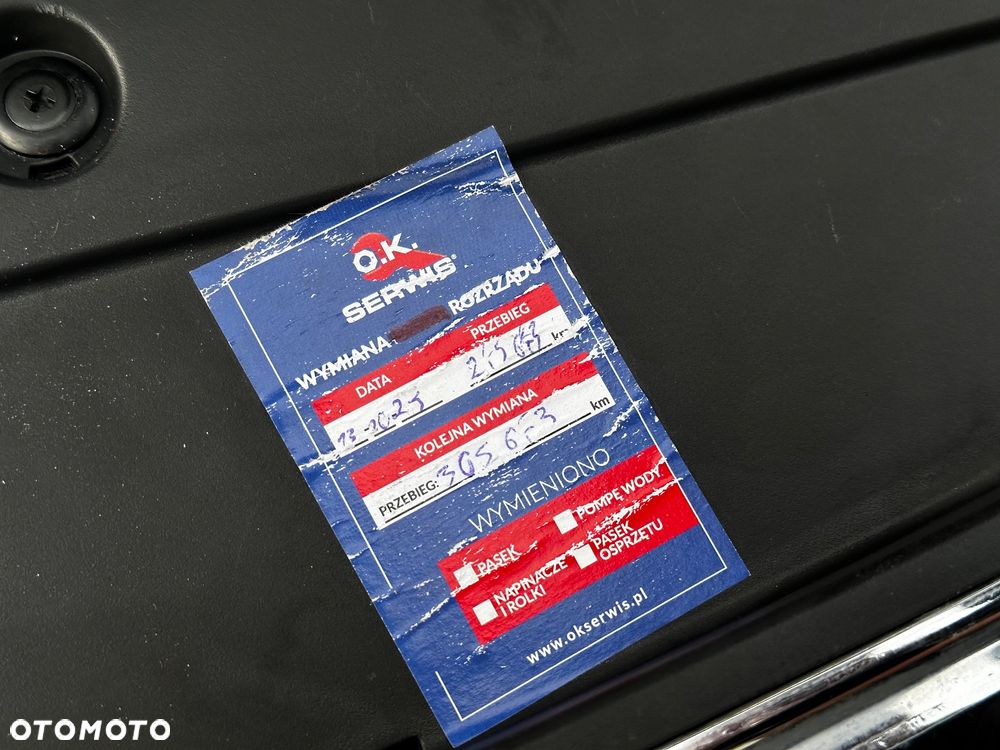 O.K.
SERWIS®
WYMIANA ROZRZĄDU
DATA PRZEBIEG
km
KOLEJNA WYMIANA
PRZEBIEG: km
WYMIENIONO
PASEK POMPĘ WODY
NAPINACZE I ROLKI PASEK OSPRZĘTU
www.okserwis.pl
OTOMOTO